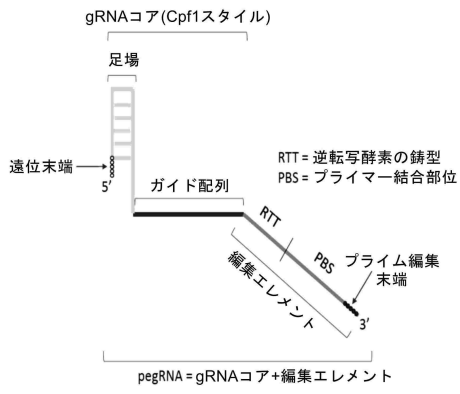 gRNAコア(Cpf1スタイル)
足場
遠位末端
5′
ガイド配列
RTT = 逆転写酵素の鋳型
PBS = プライマー結合部位
RTT
PBS
編集エレメント
プライム編集
末端
3′
pegRNA = gRNAコア+編集エレメント